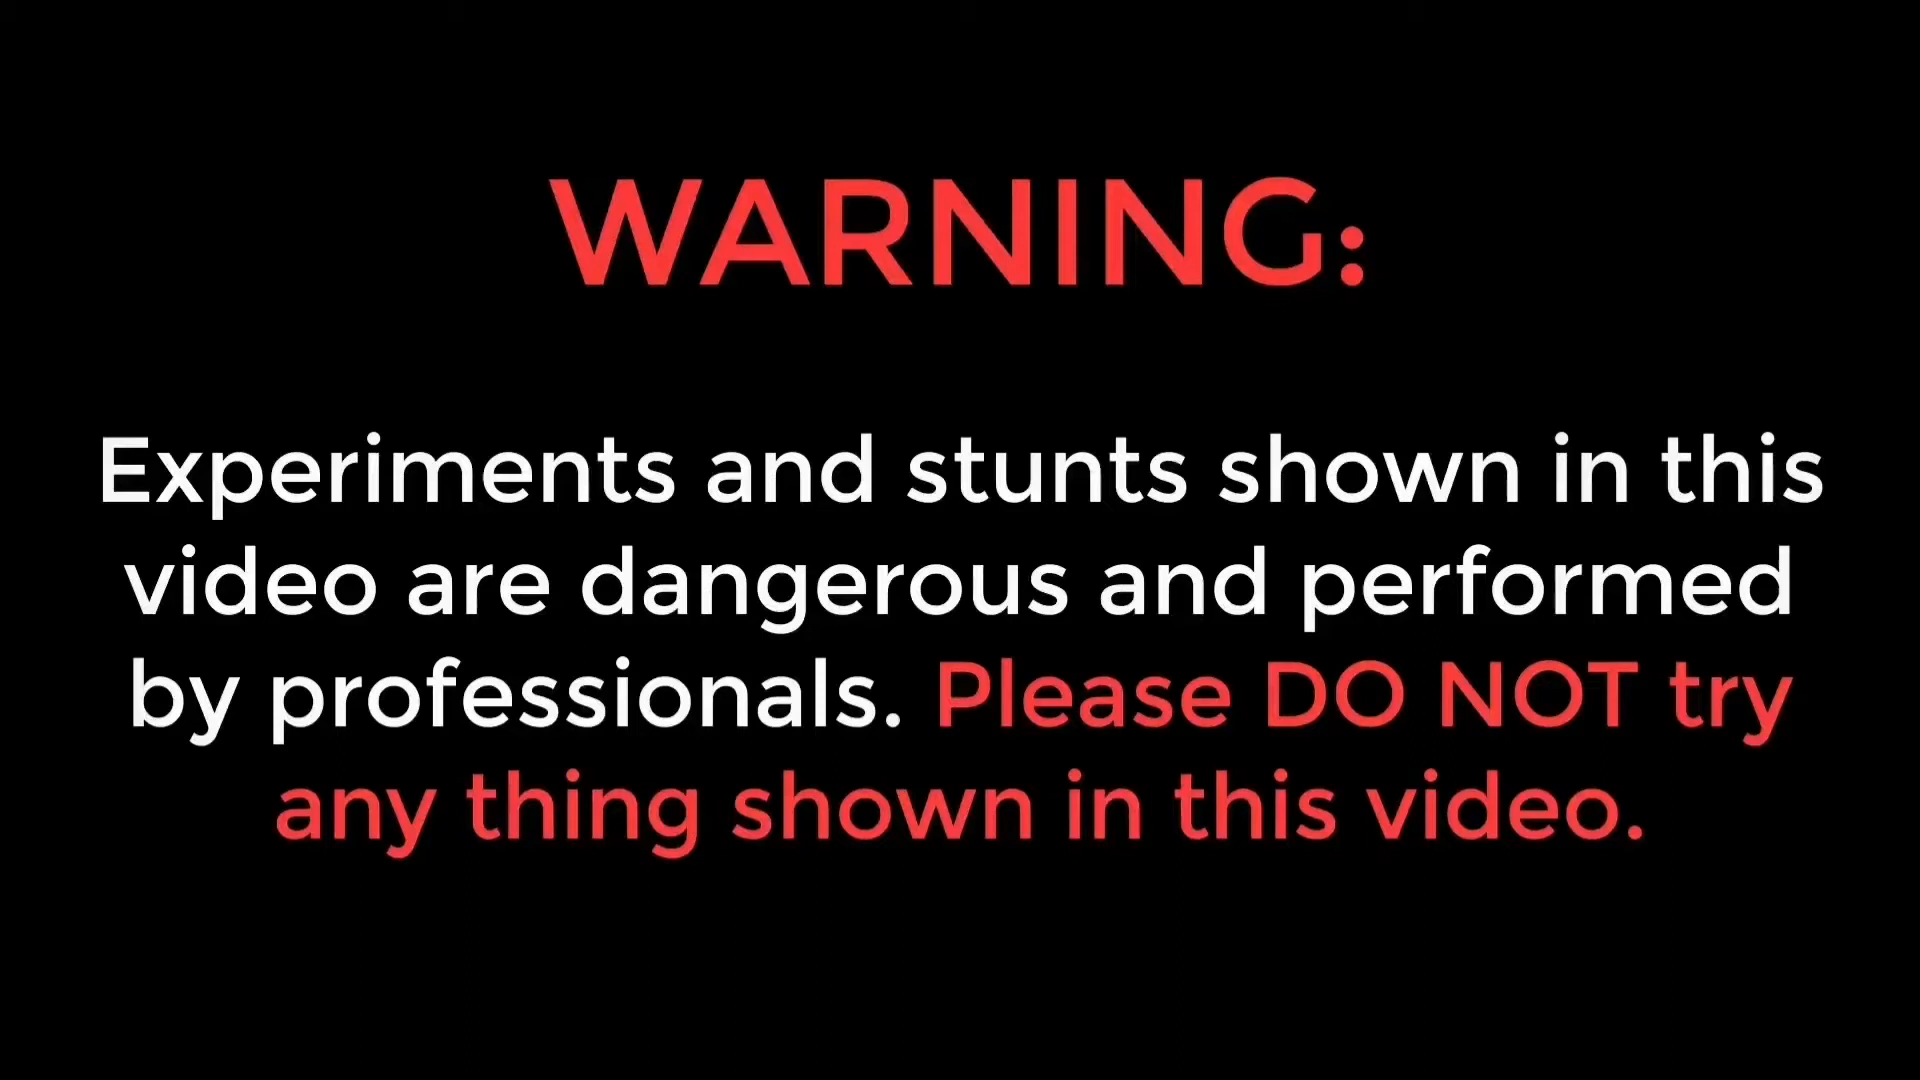 WARNING:
Experiments and stunts shown in this
video are dangerous and performed
by professionals. Please DO NOT try
any thing shown in this video.